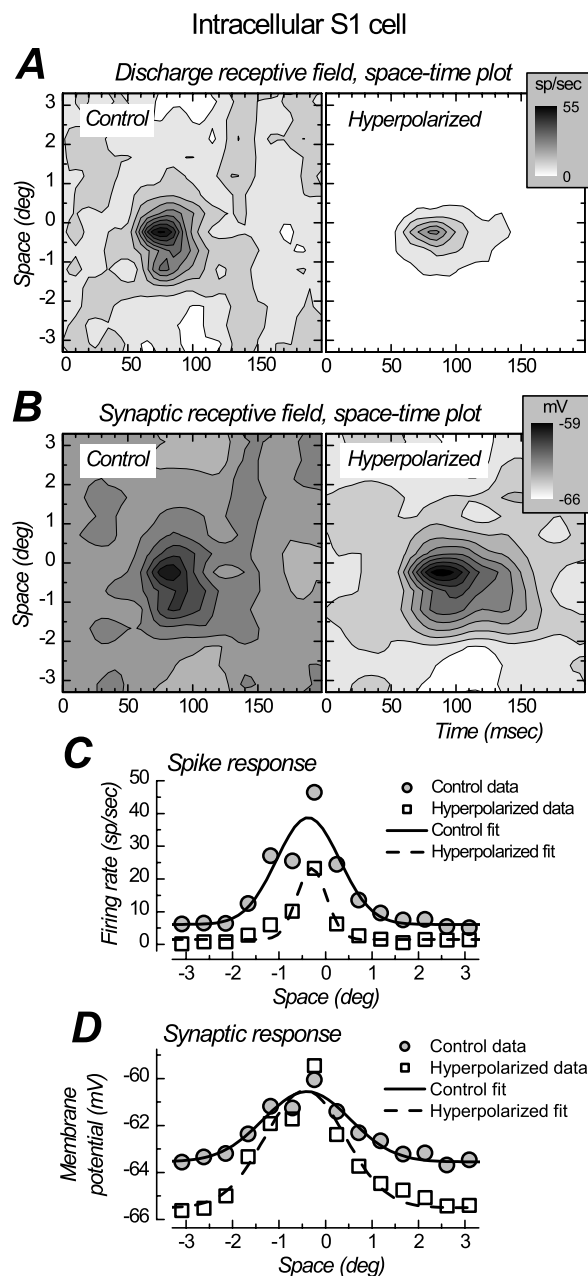 Intracellular S1 cell
A
Discharge receptive field, space-time plot
sp/sec
55
0
Control
Hyperpolarized
Space (deg)
3
2
1
0
-1
-2
-3
0 50 100 150 0 50 100 150
B
Synaptic receptive field, space-time plot
mV
-59
-66
Control
Hyperpolarized
Space (deg)
3
2
1
0
-1
-2
-3
0 50 100 150 0 50 100 150
Time (msec)
C
Spike response
Firing rate (sp/sec)
50
40
30
20
10
0
Control data
Hyperpolarized data
Control fit
Hyperpolarized fit
-3 -2 -1 0 1 2 3
Space (deg)
D
Synaptic response
Membrane
potential (mV)
-60
-62
-64
-66
Control data
Hyperpolarized data
Control fit
Hyperpolarized fit
-3 -2 -1 0 1 2 3
Space (deg)